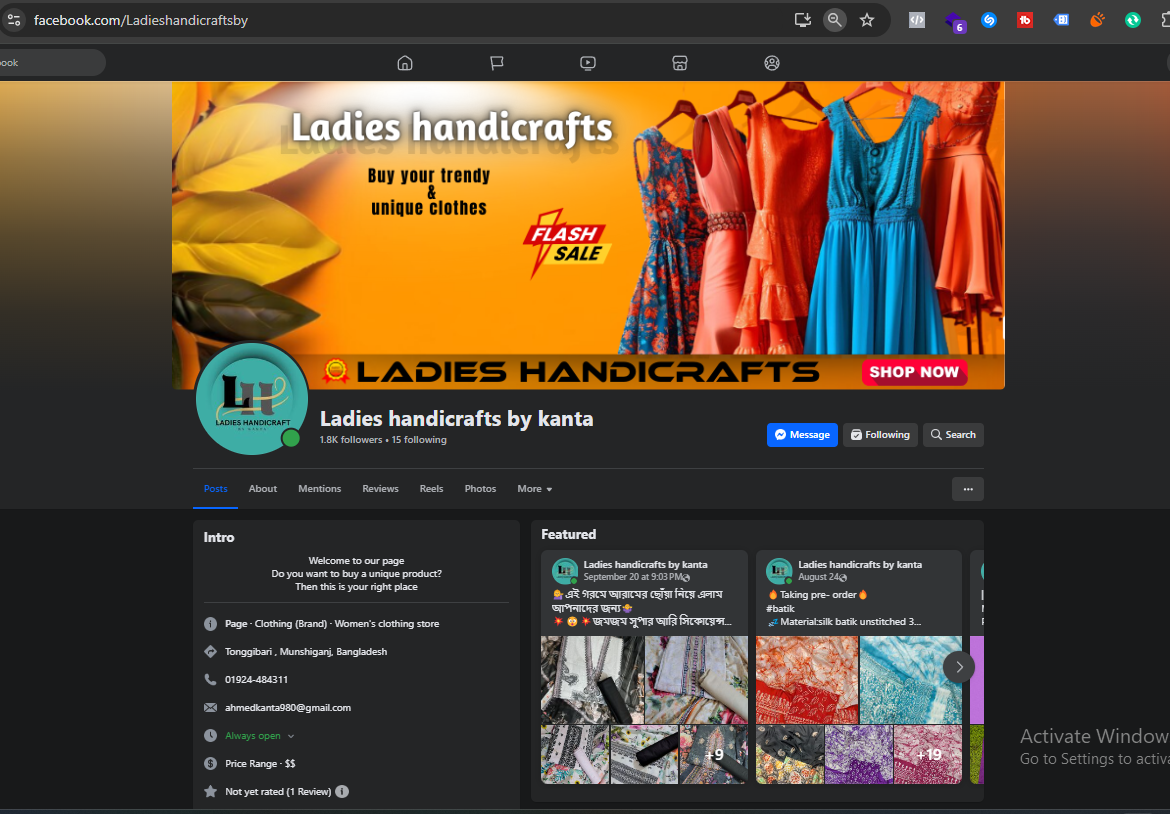 facebook.com/Ladieshandicraftsby
6
ook
Ladies handicrafts
Buy your trendy
&
unique clothes
FLASH
SALE
LADIES HANDICRAFTS
SHOP NOW
LH
LADIES HANDICRAFT
BY KANTA
Ladies handicrafts by kanta
1.8K followers • 15 following
Message
Following
Search
Posts
About
Mentions
Reviews
Reels
Photos
More
Intro
Welcome to our page
Do you want to buy a unique product?
Then this is your right place
Page · Clothing (Brand) · Women's clothing store
Tonggibari , Munshiganj, Bangladesh
01924-484311
ahmedkanta980@gmail.com
Always open
Price Range · $$
Not yet rated (1 Review)
Featured
Ladies handicrafts by kanta
September 20 at 9:03 PM
💁‍♀️এই গরমে আরামের ছোঁয়া নিয়ে এলাম
আপনাদের জন্য🤷‍♀️
💥😱💥জমজম সুপার আরি সিকোয়েন্স...
+9
Ladies handicrafts by kanta
August 24
🔥Taking pre- order🔥
#batik
💤Material:silk batik unstitched 3...
+19
Activate Window
Go to Settings to activa